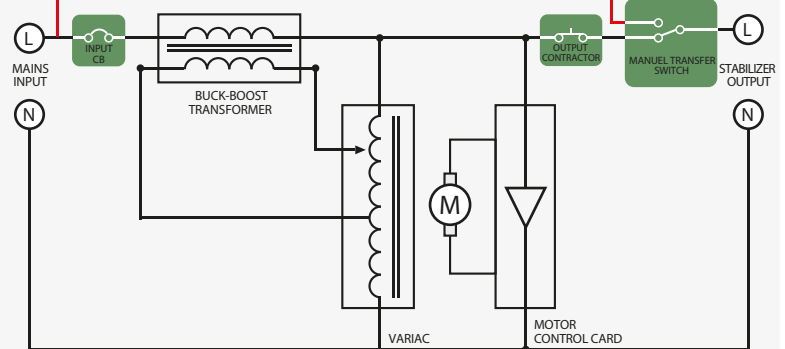 L
INPUT
CB
MAINS
INPUT
N
BUCK-BOOST
TRANSFORMER
VARIAC
M
MOTOR
CONTROL CARD
OUTPUT
CONTRACTOR
MANUEL TRANSFER
SWITCH
L
STABILIZER
OUTPUT
N